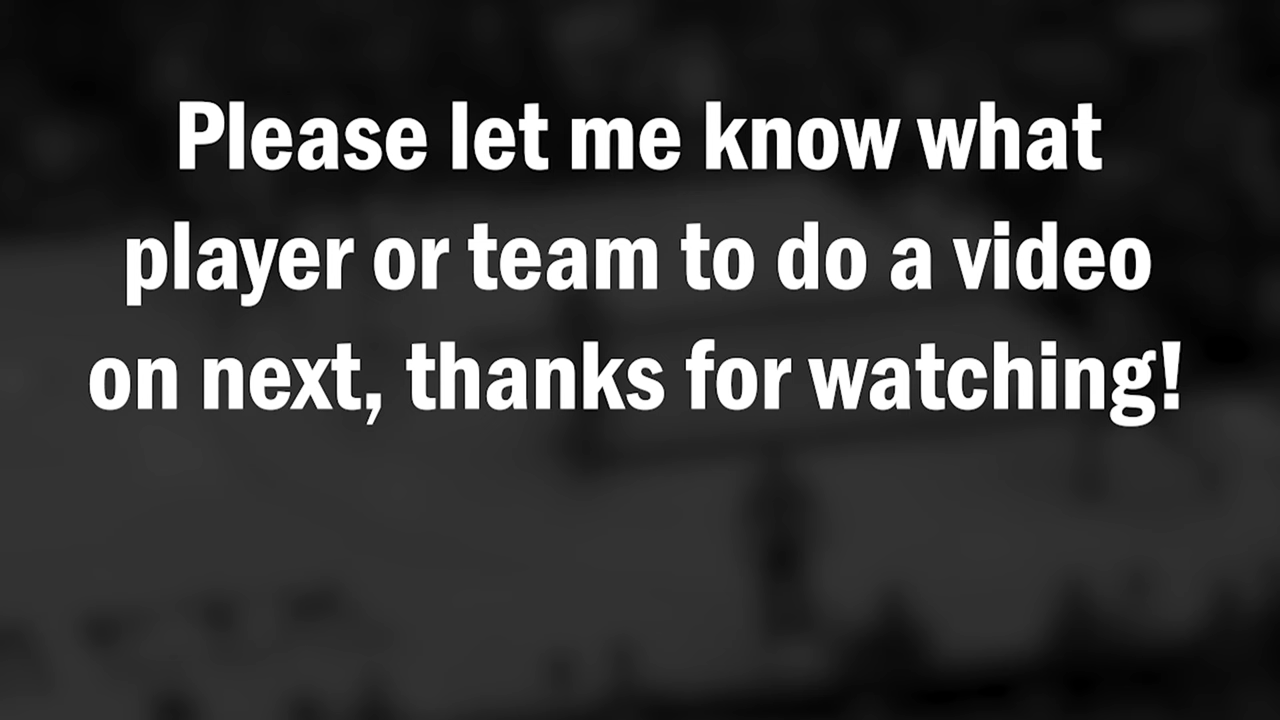 Please let me know what
player or team to do a video
on next, thanks for watching!